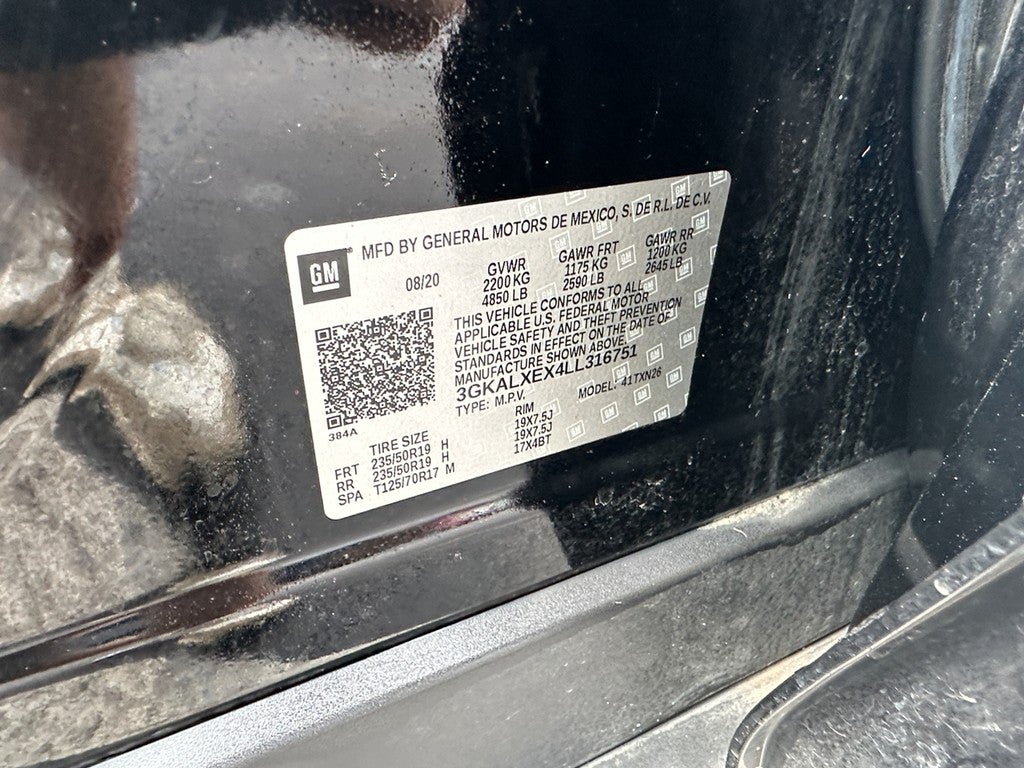 MFD BY GENERAL MOTORS DE MEXICO, S. DE R.L. DE C.V.
GM
08/20 GVWR GAWR FRT GAWR RR
2200 KG 1175 KG 1200 KG
4850 LB 2590 LB 2645 LB
THIS VEHICLE CONFORMS TO ALL
APPLICABLE U.S. FEDERAL MOTOR
VEHICLE SAFETY AND THEFT PREVENTION
STANDARDS IN EFFECT ON THE DATE OF
MANUFACTURE SHOWN ABOVE.
3GKALXEX4LL316751
TYPE: M.P.V. MODEL: 41TXN26
384A
TIRE SIZE RIM
FRT 235/50R19 H 19X7.5J
RR 235/50R19 H 19X7.5J
SPA T125/70R17 M 17X4BT